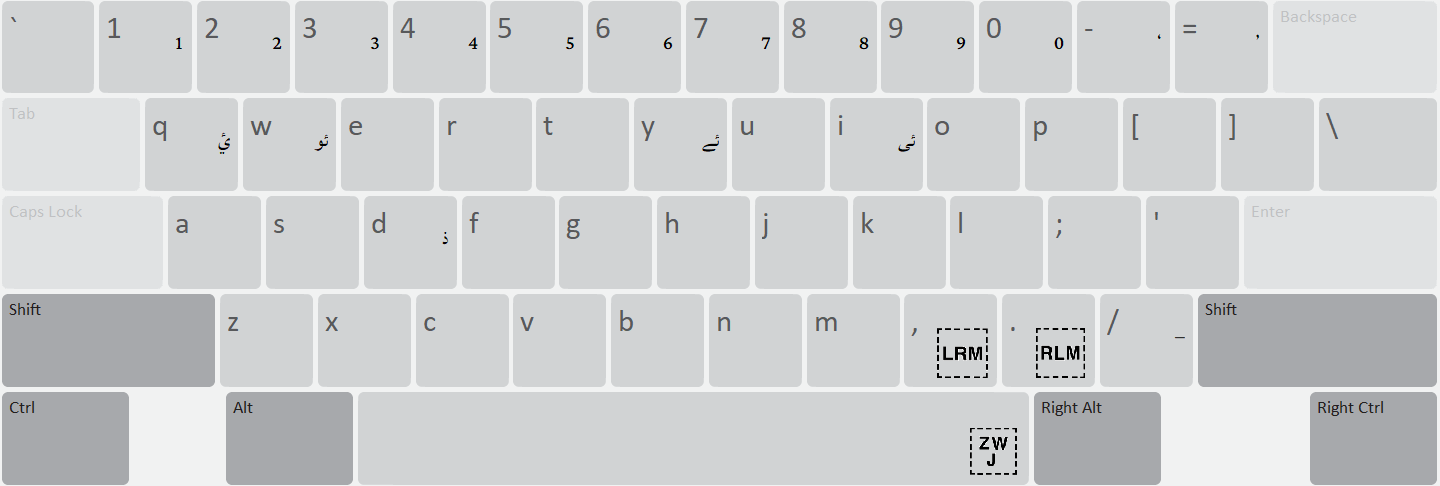 ` 1 1 2 2 3 3 4 4 5 5 6 6 7 7 8 8 9 9 0 0 - ، = ’ Backspace
Tab q w ئو e r t y ئے u i ئی o p [ ] \
Caps Lock a s d ذ f g h j k l ; ' Enter
Shift z x c v b n m , LRM . RLM / _ Shift
Ctrl Alt ZWJ Right Alt Right Ctrl